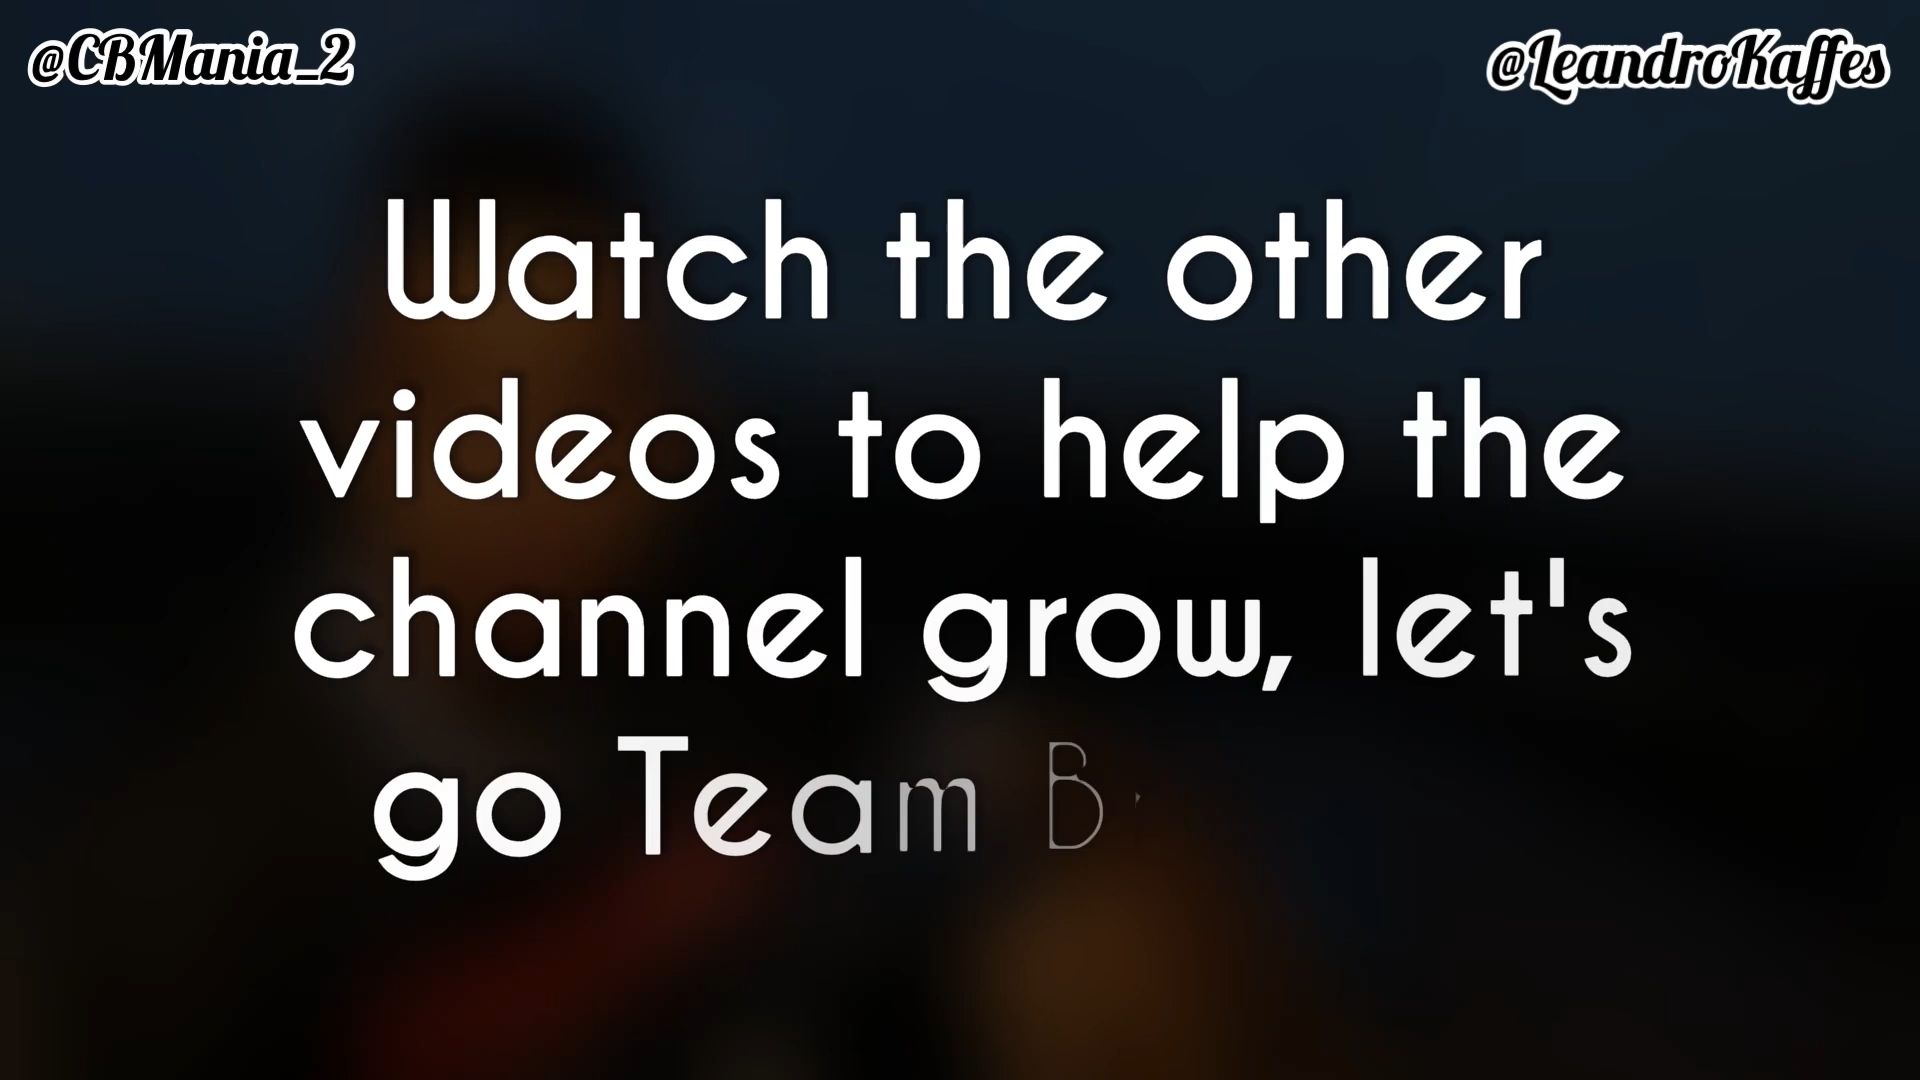 @CBMania_2
@LeandroKaffes
Watch the other
videos to help the
channel grow, let's
go Team